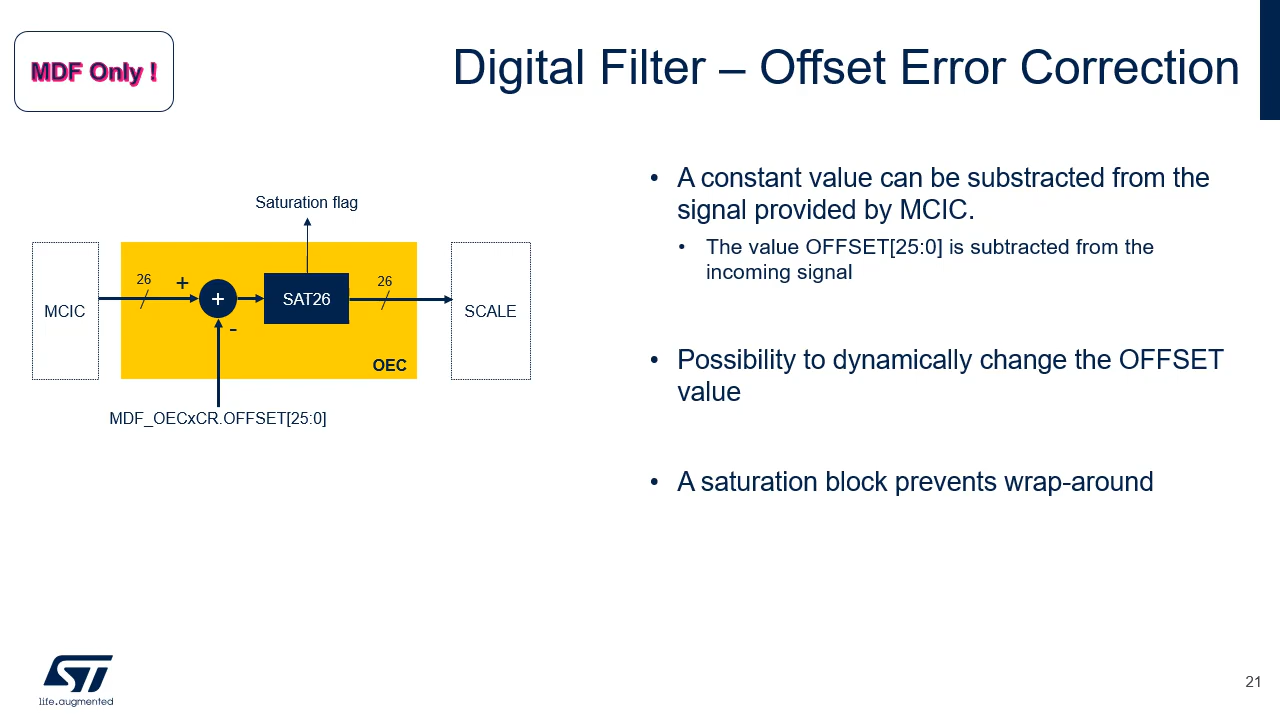 MDF Only !
Digital Filter – Offset Error Correction
Saturation flag
MCIC
26
+
+
-
SAT26
26
OEC
SCALE
MDF_OECxCR.OFFSET[25:0]
• A constant value can be substracted from the
signal provided by MCIC.
• The value OFFSET[25:0] is subtracted from the
incoming signal
• Possibility to dynamically change the OFFSET
value
• A saturation block prevents wrap-around
ST
life.augmented
21